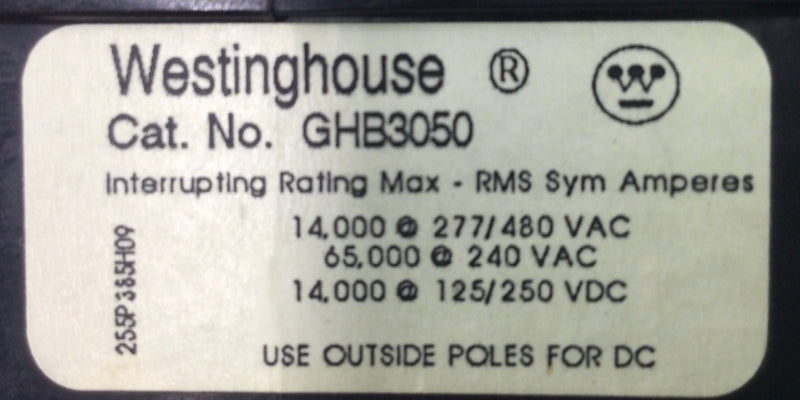 Westinghouse ®
Cat. No. GHB3050
Interrupting Rating Max - RMS Sym Amperes
14,000 @ 277/480 VAC
65,000 @ 240 VAC
14,000 @ 125/250 VDC
255P385H09
USE OUTSIDE POLES FOR DC